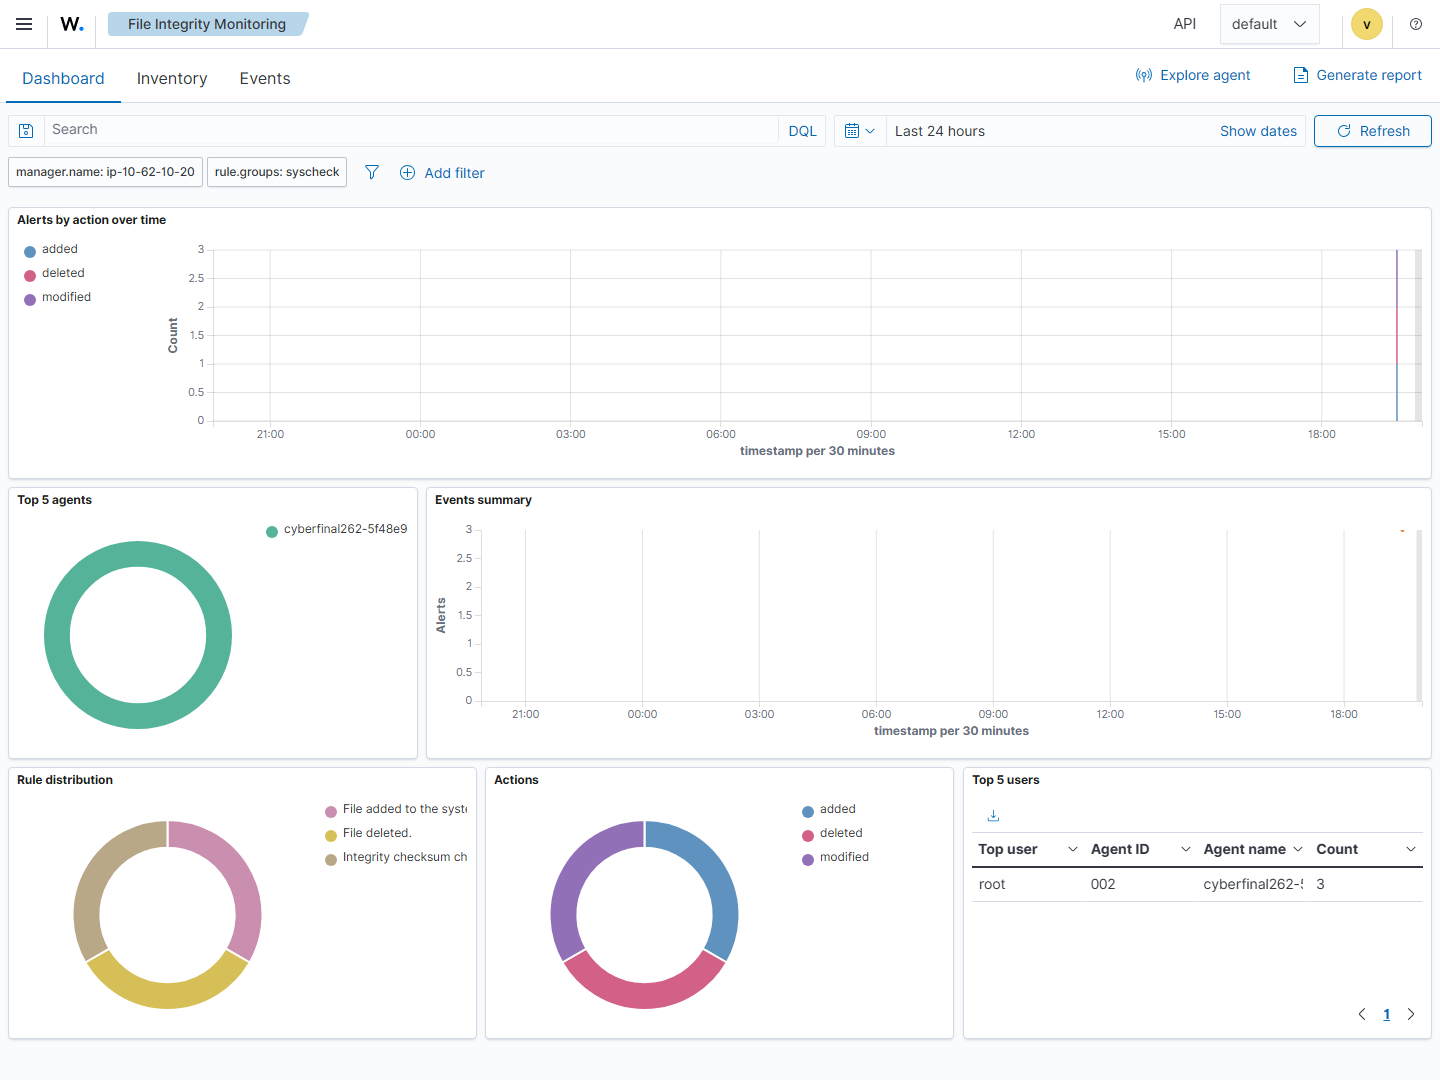 W. File Integrity Monitoring API default v
Dashboard Inventory Events Explore agent Generate report
Search DQL Last 24 hours Show dates Refresh
manager.name: ip-10-62-10-20 rule.groups: syscheck Add filter
Alerts by action over time
added
deleted
modified
Count
3
2.5
2
1.5
1
0.5
0
21:00 00:00 03:00 06:00 09:00 12:00 15:00 18:00
timestamp per 30 minutes
Top 5 agents
cyberfinal262-5f48e9
Events summary
Alerts
3
2.5
2
1.5
1
0.5
0
21:00 00:00 03:00 06:00 09:00 12:00 15:00 18:00
timestamp per 30 minutes
Rule distribution
File added to the syste
File deleted.
Integrity checksum ch
Actions
added
deleted
modified
Top 5 users
Top user Agent ID Agent name Count
root 002 cyberfinal262-5 3
1